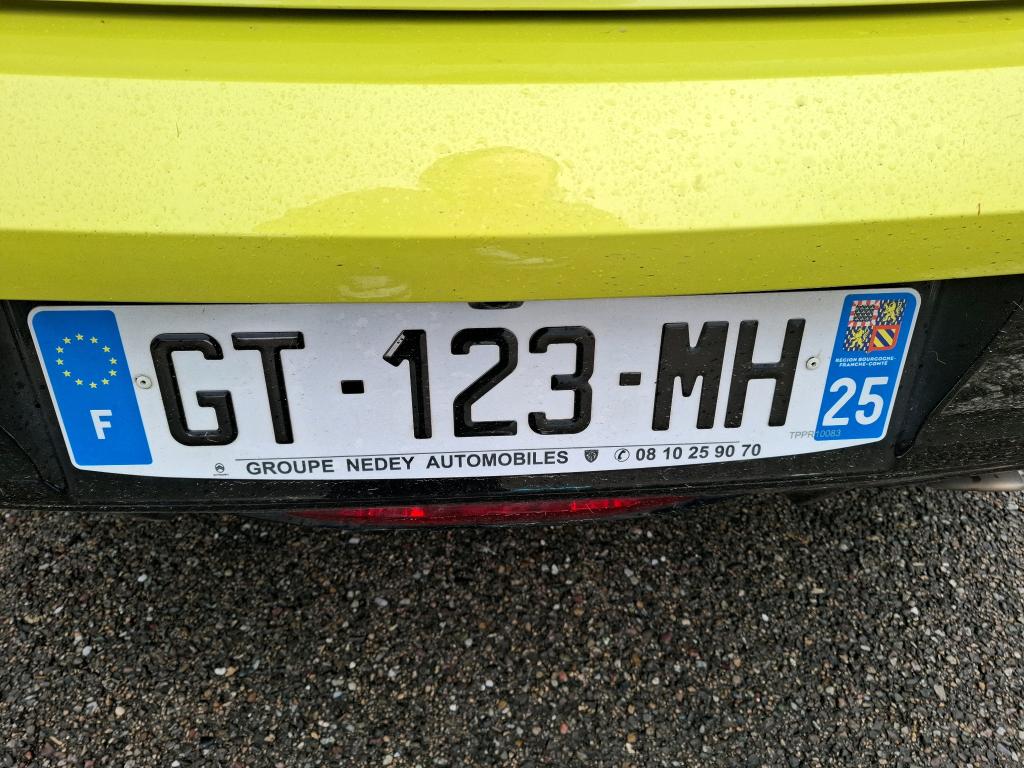 F
GT-123-MH
RÉGION BOURGOGNE-
FRANCHE-COMTÉ
25
TPPR10083
GROUPE NEDEY AUTOMOBILES 08 10 25 90 70